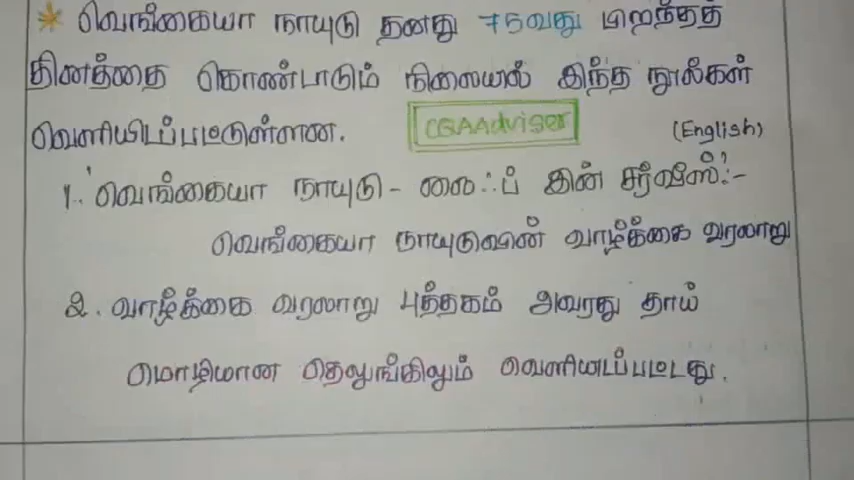 * வெங்கையா நாயுடு தனது 75வது பிறந்தத்
தினத்தை கொண்டாடும் நிலையில் இந்த நூல்கள்
வெளியிடப்பட்டுள்ளன. CGAAdviser (English)
1. 'வெங்கையா நாயுடு - லைஃப் இன் சர்வீஸ்':-
வெங்கையா நாயுடுவின் வாழ்க்கை வரலாறு
2. வாழ்க்கை வரலாறு புத்தகம் அவரது தாய்
மொழியான தெலுங்கிலும் வெளியிடப்பட்டது.